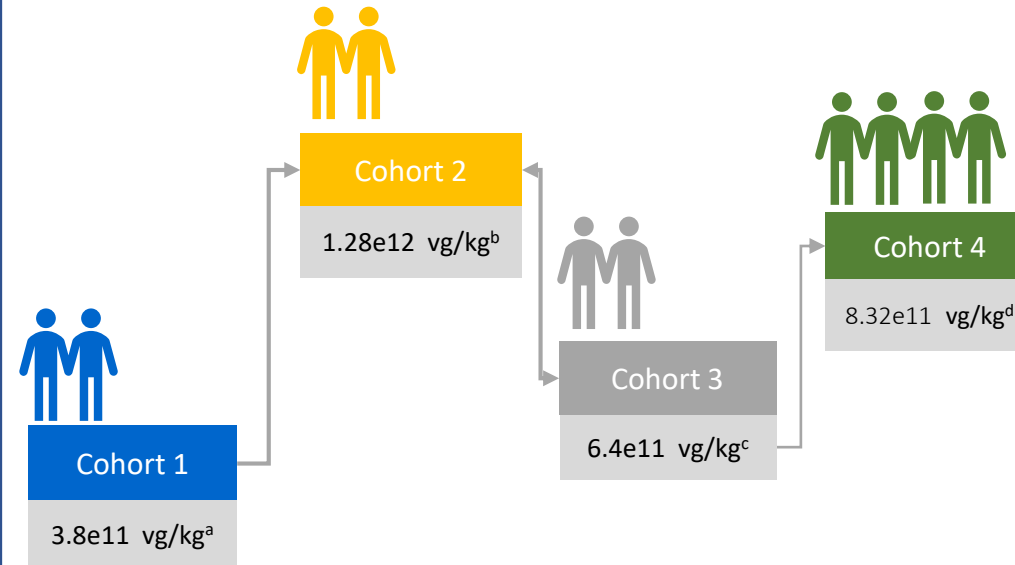 Cohort 1
3.8e11 vg/kgᵃ
Cohort 2
1.28e12 vg/kgᵇ
Cohort 3
6.4e11 vg/kgᶜ
Cohort 4
8.32e11 vg/kgᵈ